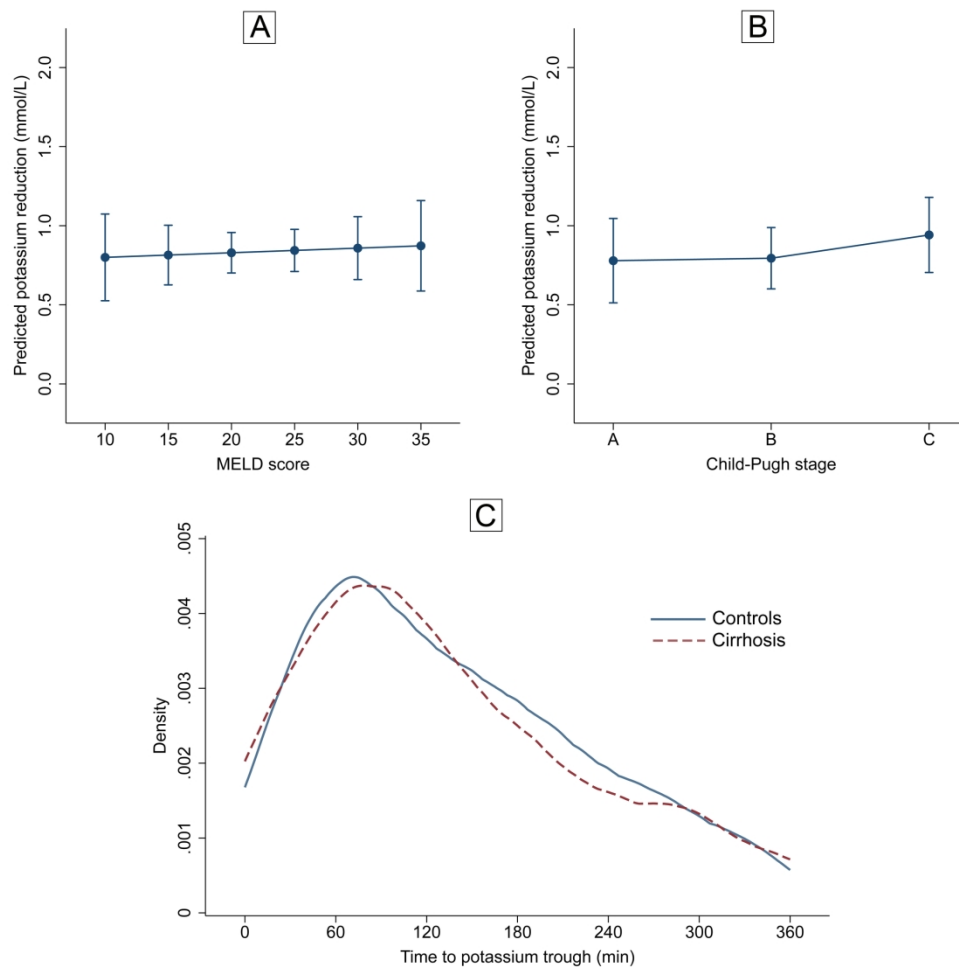 A
Predicted potassium reduction (mmol/L)
2.0
1.5
1.0
0.5
0.0
10 15 20 25 30 35
MELD score
B
Predicted potassium reduction (mmol/L)
2.0
1.5
1.0
0.5
0.0
A B C
Child-Pugh stage
C
Density
.005
.004
.003
.002
.001
0
Controls
Cirrhosis
0 60 120 180 240 300 360
Time to potassium trough (min)